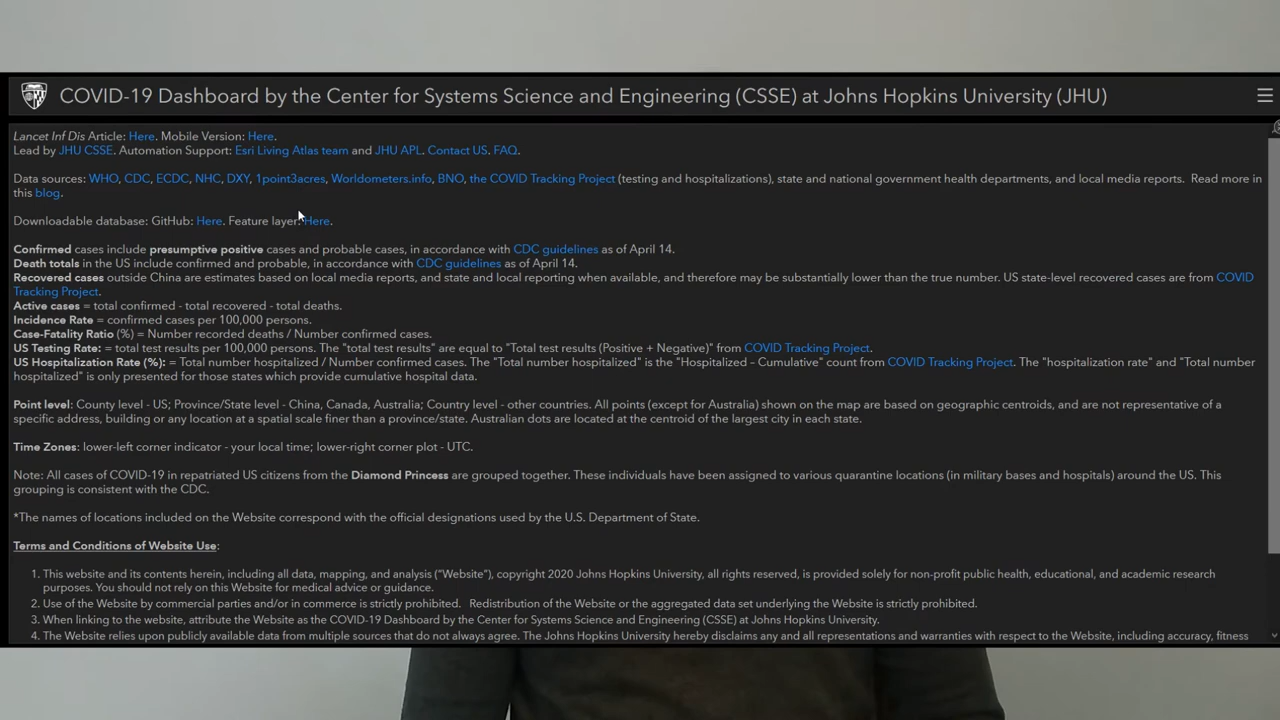 COVID-19 Dashboard by the Center for Systems Science and Engineering (CSSE) at Johns Hopkins University (JHU)
Lancet Inf Dis Article: Here. Mobile Version: Here.
Lead by JHU CSSE. Automation Support: Esri Living Atlas team and JHU APL. Contact US. FAQ.
Data sources: WHO, CDC, ECDC, NHC, DXY, 1point3acres, Worldometers.info, BNO, the COVID Tracking Project (testing and hospitalizations), state and national government health departments, and local media reports. Read more in
this blog.
Downloadable database: GitHub: Here. Feature layer: Here.
Confirmed cases include presumptive positive cases and probable cases, in accordance with CDC guidelines as of April 14.
Death totals in the US include confirmed and probable, in accordance with CDC guidelines as of April 14.
Recovered cases outside China are estimates based on local media reports, and state and local reporting when available, and therefore may be substantially lower than the true number. US state-level recovered cases are from COVID
Tracking Project.
Active cases = total confirmed - total recovered - total deaths.
Incidence Rate = confirmed cases per 100,000 persons.
Case-Fatality Ratio (%) = Number recorded deaths / Number confirmed cases.
US Testing Rate: = total test results per 100,000 persons. The "total test results" are equal to "Total test results (Positive + Negative)" from COVID Tracking Project.
US Hospitalization Rate (%): = Total number hospitalized / Number confirmed cases. The "Total number hospitalized" is the "Hospitalized – Cumulative" count from COVID Tracking Project. The "hospitalization rate" and "Total number
hospitalized" is only presented for those states which provide cumulative hospital data.
Point level: County level - US; Province/State level - China, Canada, Australia; Country level - other countries. All points (except for Australia) shown on the map are based on geographic centroids, and are not representative of a
specific address, building or any location at a spatial scale finer than a province/state. Australian dots are located at the centroid of the largest city in each state.
Time Zones: lower-left corner indicator - your local time; lower-right corner plot - UTC.
Note: All cases of COVID-19 in repatriated US citizens from the Diamond Princess are grouped together. These individuals have been assigned to various quarantine locations (in military bases and hospitals) around the US. This
grouping is consistent with the CDC.
*The names of locations included on the Website correspond with the official designations used by the U.S. Department of State.
Terms and Conditions of Website Use:
1. This website and its contents herein, including all data, mapping, and analysis ("Website"), copyright 2020 Johns Hopkins University, all rights reserved, is provided solely for non-profit public health, educational, and academic research
purposes. You should not rely on this Website for medical advice or guidance.
2. Use of the Website by commercial parties and/or in commerce is strictly prohibited. Redistribution of the Website or the aggregated data set underlying the Website is strictly prohibited.
3. When linking to the website, attribute the Website as the COVID-19 Dashboard by the Center for Systems Science and Engineering (CSSE) at Johns Hopkins University.
4. The Website relies upon publicly available data from multiple sources that do not always agree. The Johns Hopkins University hereby disclaims any and all representations and warranties with respect to the Website, including accuracy, fitness